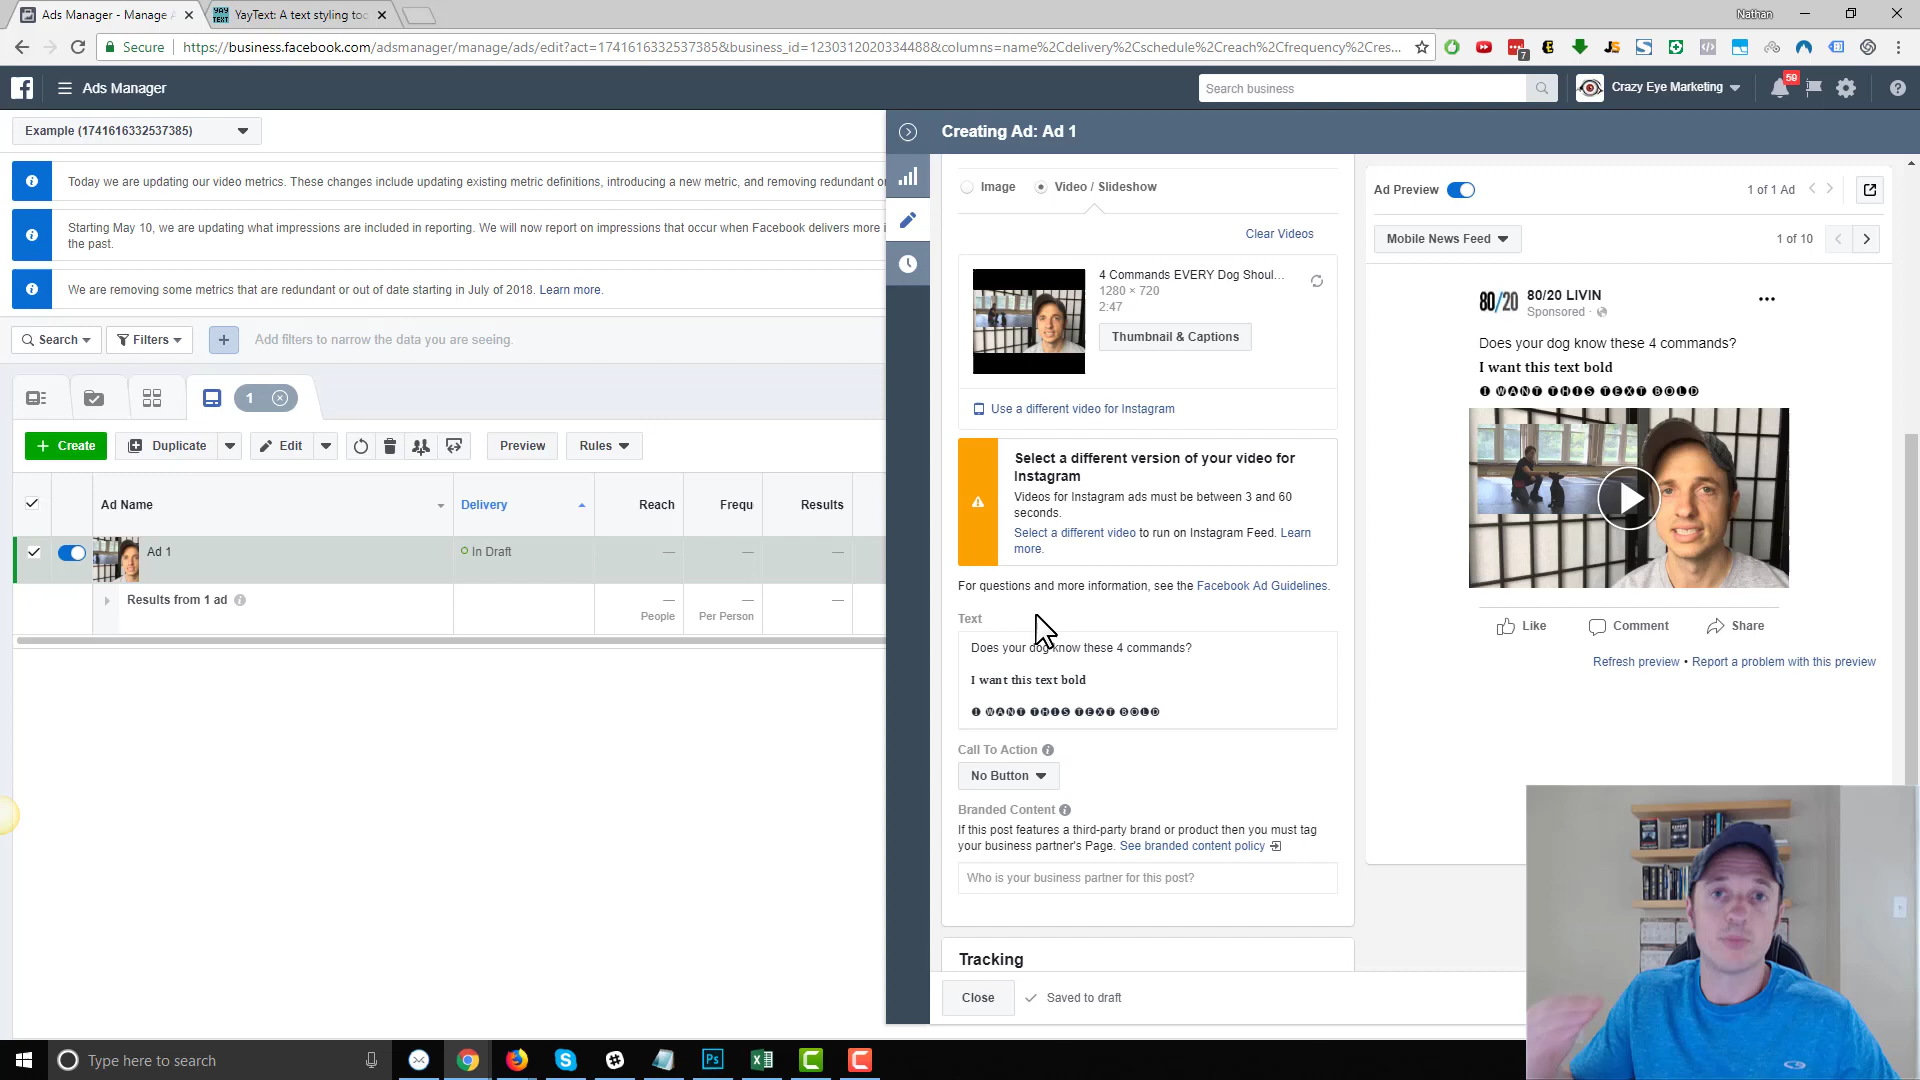 Ads Manager - Manage A
YayText: A text styling too
Nathan
Secure
https://business.facebook.com/adsmanager/manage/ads/edit?act=1741616332537385&business_id=12303120203344888&columns=name%2Cdelivery%2Cschedule%2Creach%2Cfrequency%2Cres...
7
Ads Manager
Search business
Crazy Eye Marketing
59
Example (1741616332537385)
Creating Ad: Ad 1
Today we are updating our video metrics. These changes include updating existing metric definitions, introducing a new metric, and removing redundant or
Starting May 10, we are updating what impressions are included in reporting. We will now report on impressions that occur when Facebook delivers more i
the past.
We are removing some metrics that are redundant or out of date starting in July of 2018. Learn more.
Search
Filters
Add filters to narrow the data you are seeing.
1
Create
Duplicate
Edit
Preview
Rules
Ad Name
Delivery
Reach
Frequ
Results
Ad 1
In Draft
—
—
—
Results from 1 ad
—
—
—
People
Per Person
Image
Video / Slideshow
Clear Videos
4 Commands EVERY Dog Shoul...
1280 × 720
2:47
Thumbnail & Captions
Use a different video for Instagram
Select a different version of your video for
Instagram
Videos for Instagram ads must be between 3 and 60
seconds.
Select a different video to run on Instagram Feed. Learn
more.
For questions and more information, see the Facebook Ad Guidelines.
Text
Does your dog know these 4 commands?
𝐈 𝐰𝐚𝐧𝐭 𝐭𝐡𝐢𝐬 𝐭𝐞𝐱𝐭 𝐛𝐨𝐥𝐝
🅘 🅦🅐🅝🅣 🅣🅗🅘🅢 🅣🅔🅧🅣 🅑🅞🅛🅓
Call To Action
No Button
Branded Content
If this post features a third-party brand or product then you must tag
your business partner's Page. See branded content policy
Who is your business partner for this post?
Tracking
Close
Saved to draft
Ad Preview
1 of 1 Ad
Mobile News Feed
1 of 10
80/20
80/20 LIVIN
Sponsored ·
Does your dog know these 4 commands?
𝐈 𝐰𝐚𝐧𝐭 𝐭𝐡𝐢𝐬 𝐭𝐞𝐱𝐭 𝐛𝐨𝐥𝐝
🅘 🅦🅐🅝🅣 🅣🅗🅘🅢 🅣🅔🅧🅣 🅑🅞🅛🅓
Like
Comment
Share
Refresh preview • Report a problem with this preview
Type here to search